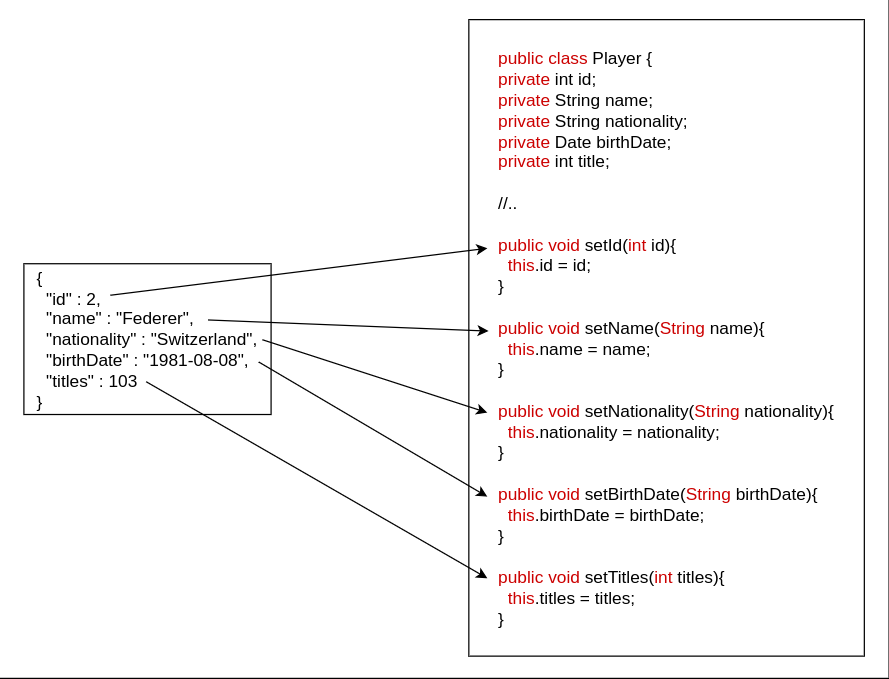 {
"id" : 2,
"name" : "Federer",
"nationality" : "Switzerland",
"birthDate" : "1981-08-08",
"titles" : 103
}
public class Player {
private int id;
private String name;
private String nationality;
private Date birthDate;
private int title;
//..
public void setId(int id){
this.id = id;
}
public void setName(String name){
this.name = name;
}
public void setNationality(String nationality){
this.nationality = nationality;
}
public void setBirthDate(String birthDate){
this.birthDate = birthDate;
}
public void setTitles(int titles){
this.titles = titles;
}